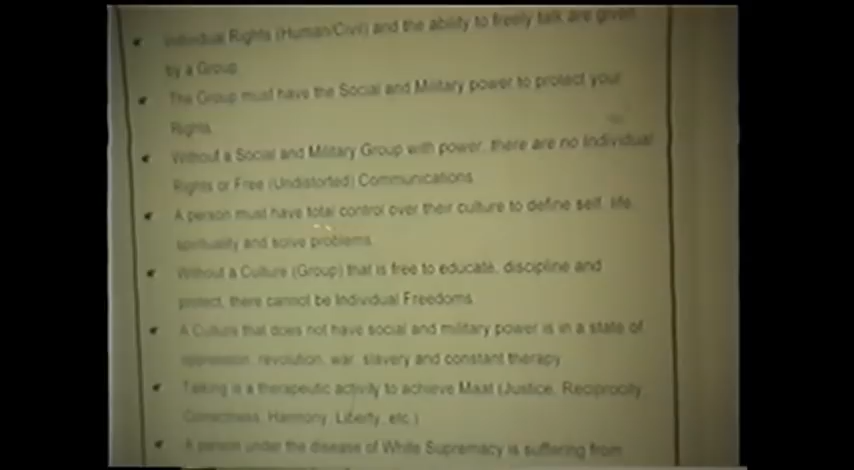 Individual Rights (Human/Civil) and the ability to freely talk are given
by a Group
The Group must have the Social and Military power to protect your
Rights
Without a Social and Military Group with power, there are no Individual
Rights or Free (Undistorted) Communications
A person must have total control over their culture to define self, life,
spirituality and solve problems
Without a Culture (Group) that is free to educate, discipline and
protect, there cannot be Individual Freedoms
A Culture that does not have social and military power is in a state of
oppression, revolution, war, slavery and constant therapy
Talking is a therapeutic activity to achieve Maat (Justice, Reciprocity
Correctness, Harmony, Liberty, etc.)
A person under the disease of White Supremacy is suffering from